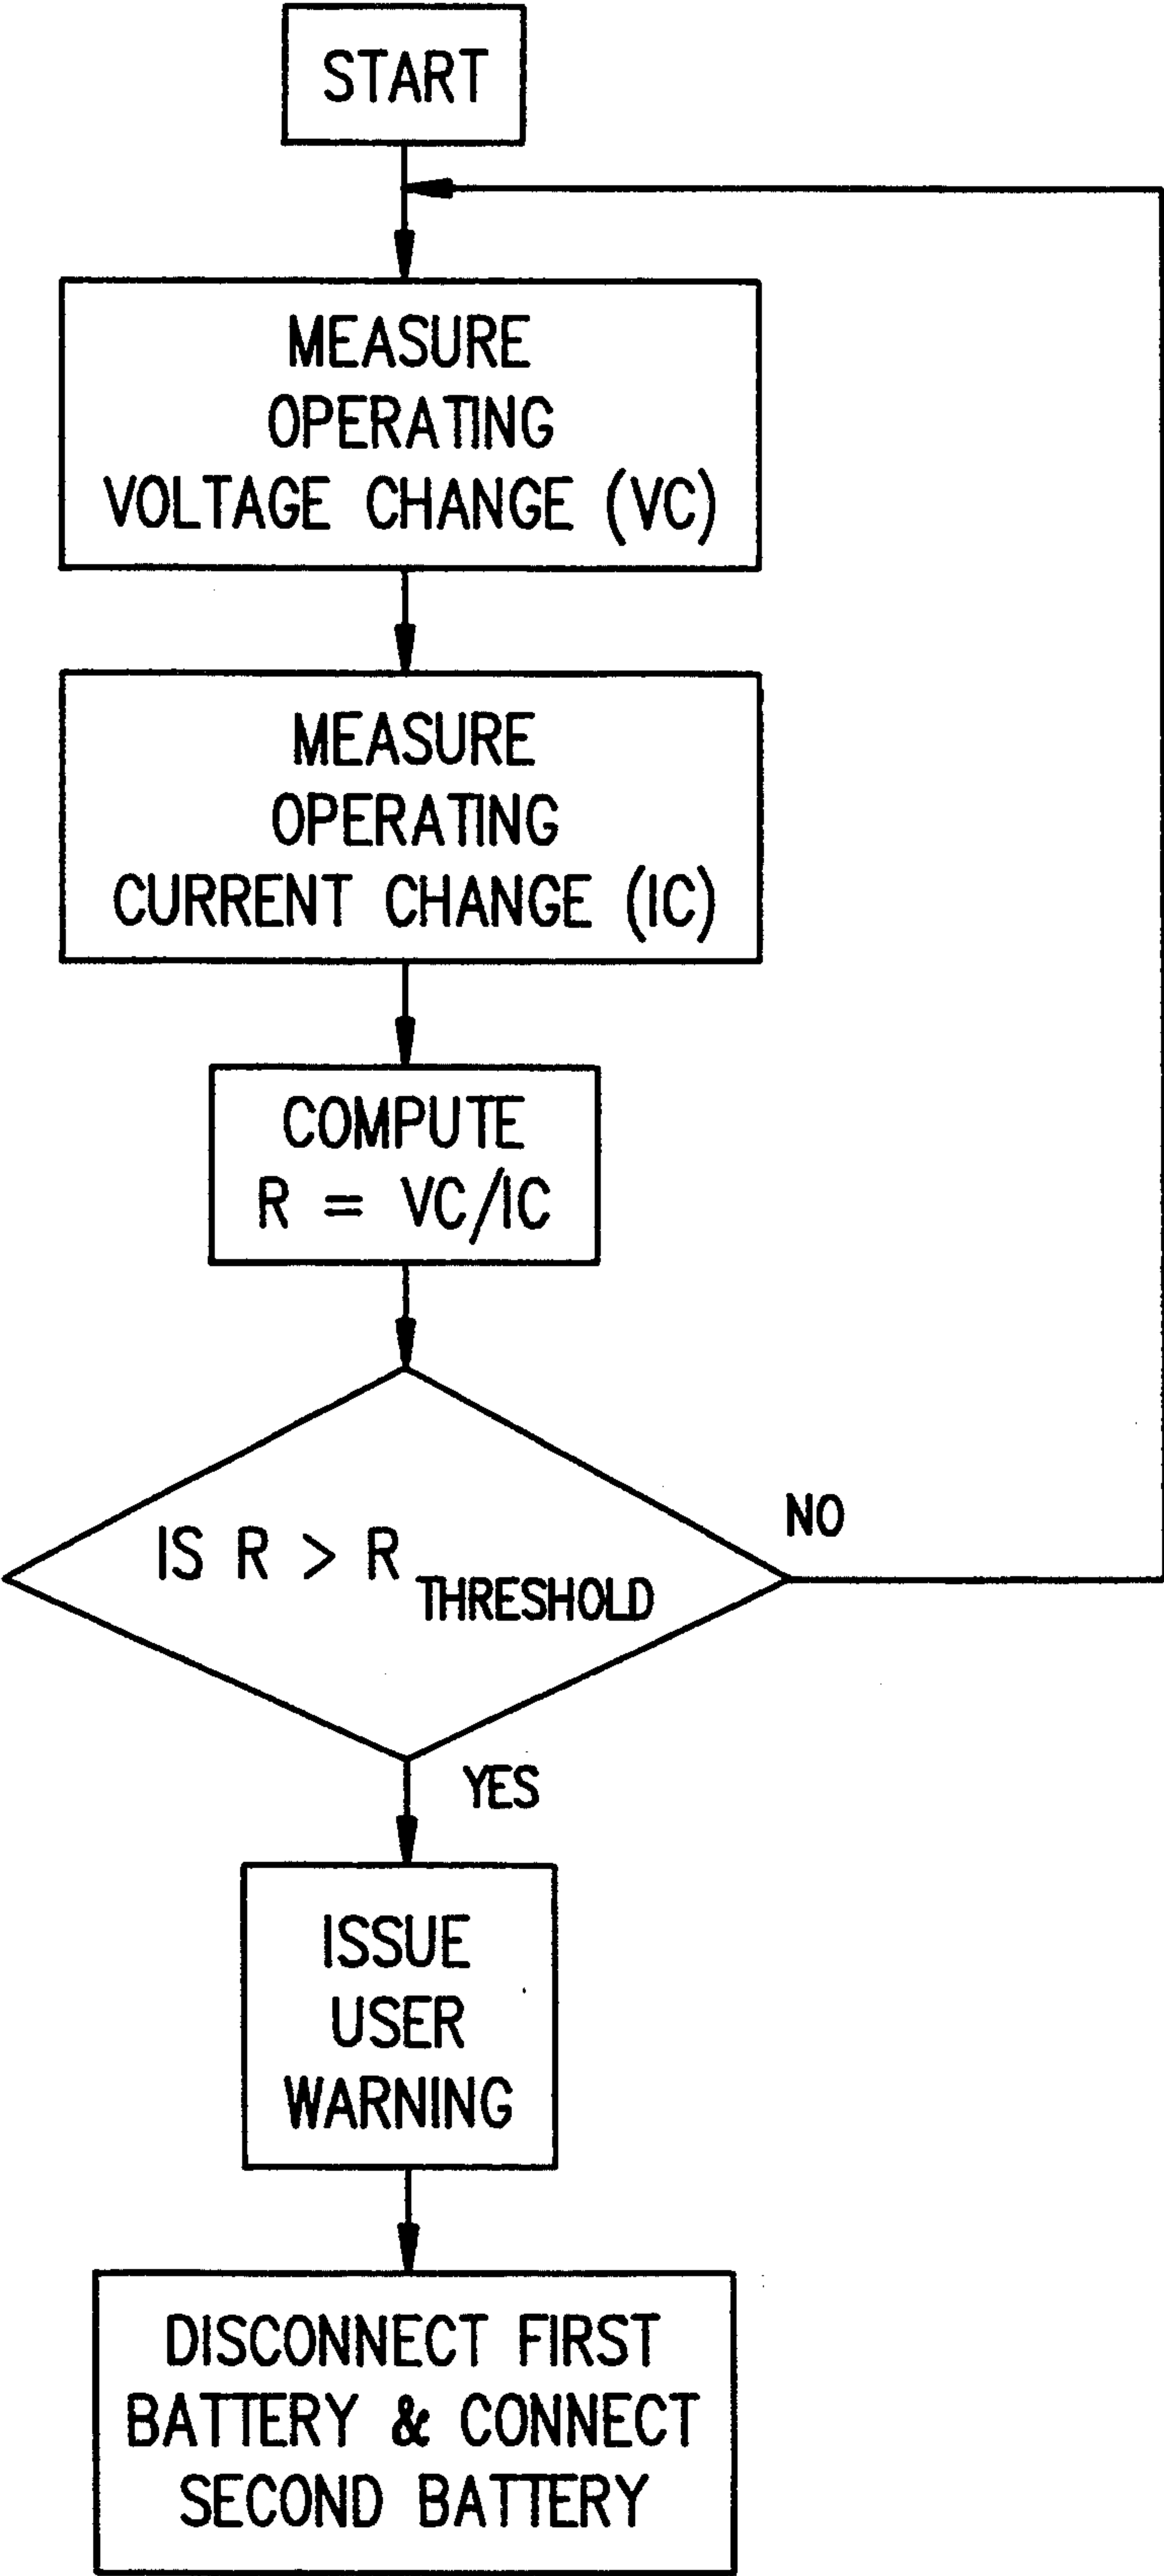 START
MEASURE
OPERATING
VOLTAGE CHANGE (VC)
MEASURE
OPERATING
CURRENT CHANGE (IC)
COMPUTE
R = VC/IC
IS R > R THRESHOLD
NO
YES
ISSUE
USER
WARNING
DISCONNECT FIRST
BATTERY & CONNECT
SECOND BATTERY